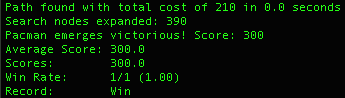 Path found with total cost of 210 in 0.0 seconds
Search nodes expanded: 390
Pacman emerges victorious! Score: 300
Average Score: 300.0
Scores:        300.0
Win Rate:      1/1 (1.00)
Record:        Win